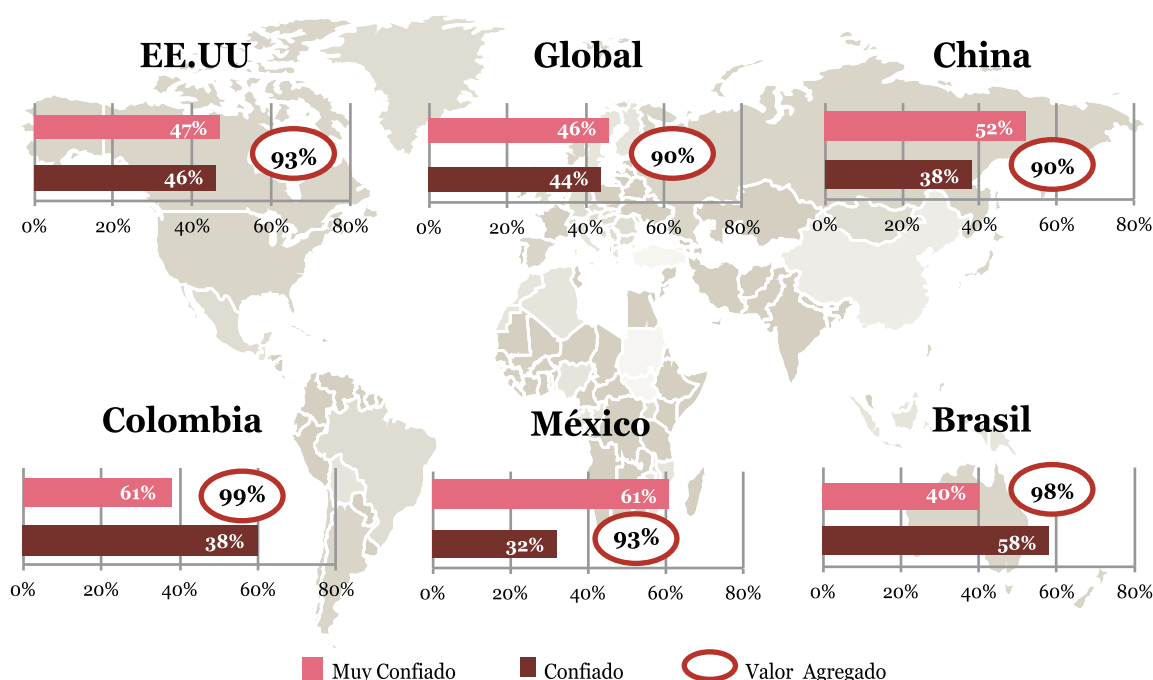 EE.UU
47%
93%
46%
0% 20% 40% 60% 80%
Global
46%
90%
44%
0% 20% 40% 60% 80%
China
52%
90%
38%
0% 20% 40% 60% 80%
Colombia
61%
99%
38%
0% 20% 40% 60% 80%
México
61%
93%
32%
0% 20% 40% 60% 80%
Brasil
40%
98%
58%
0% 20% 40% 60% 80%
Muy Confiado Confiado Valor Agregado